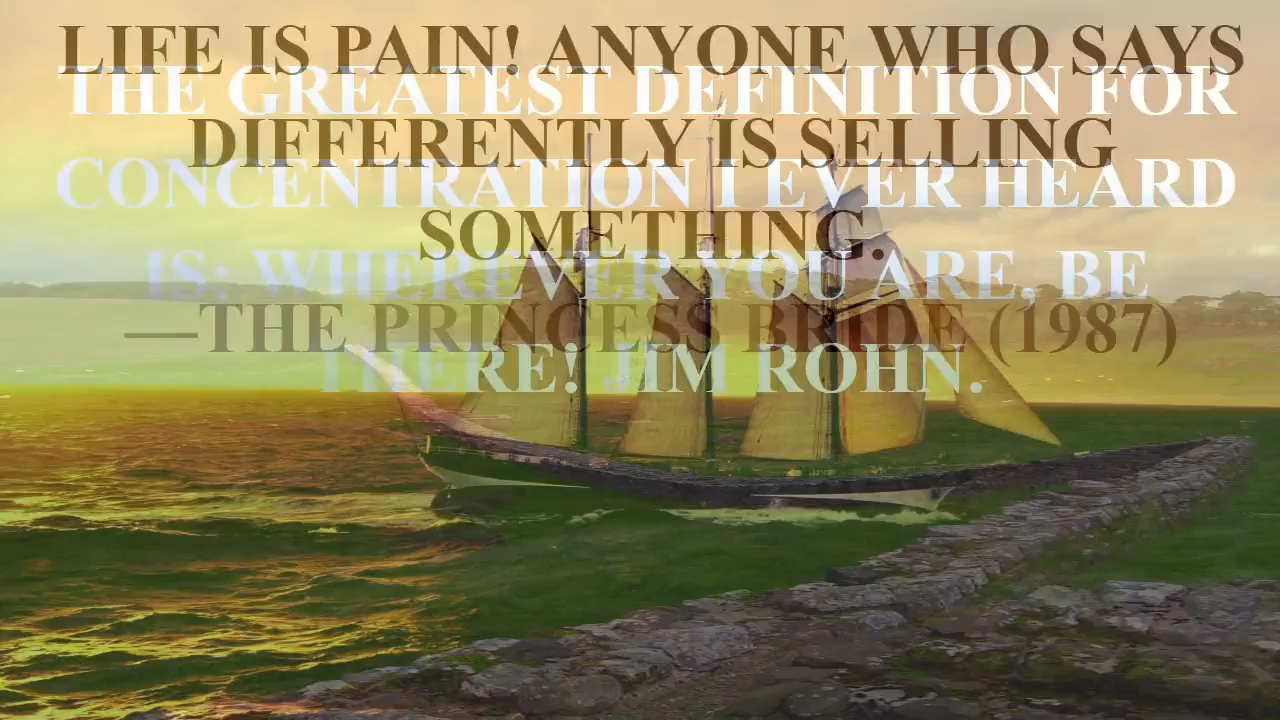 LIFE IS PAIN! ANYONE WHO SAYS
THE GREATEST DEFINITION FOR
DIFFERENTLY IS SELLING
CONCENTRATION I EVER HEARD
SOMETHING.
IS; WHEREVER YOU ARE, BE
—THE PRINCESS BRIDE (1987)
THERE! JIM ROHN.